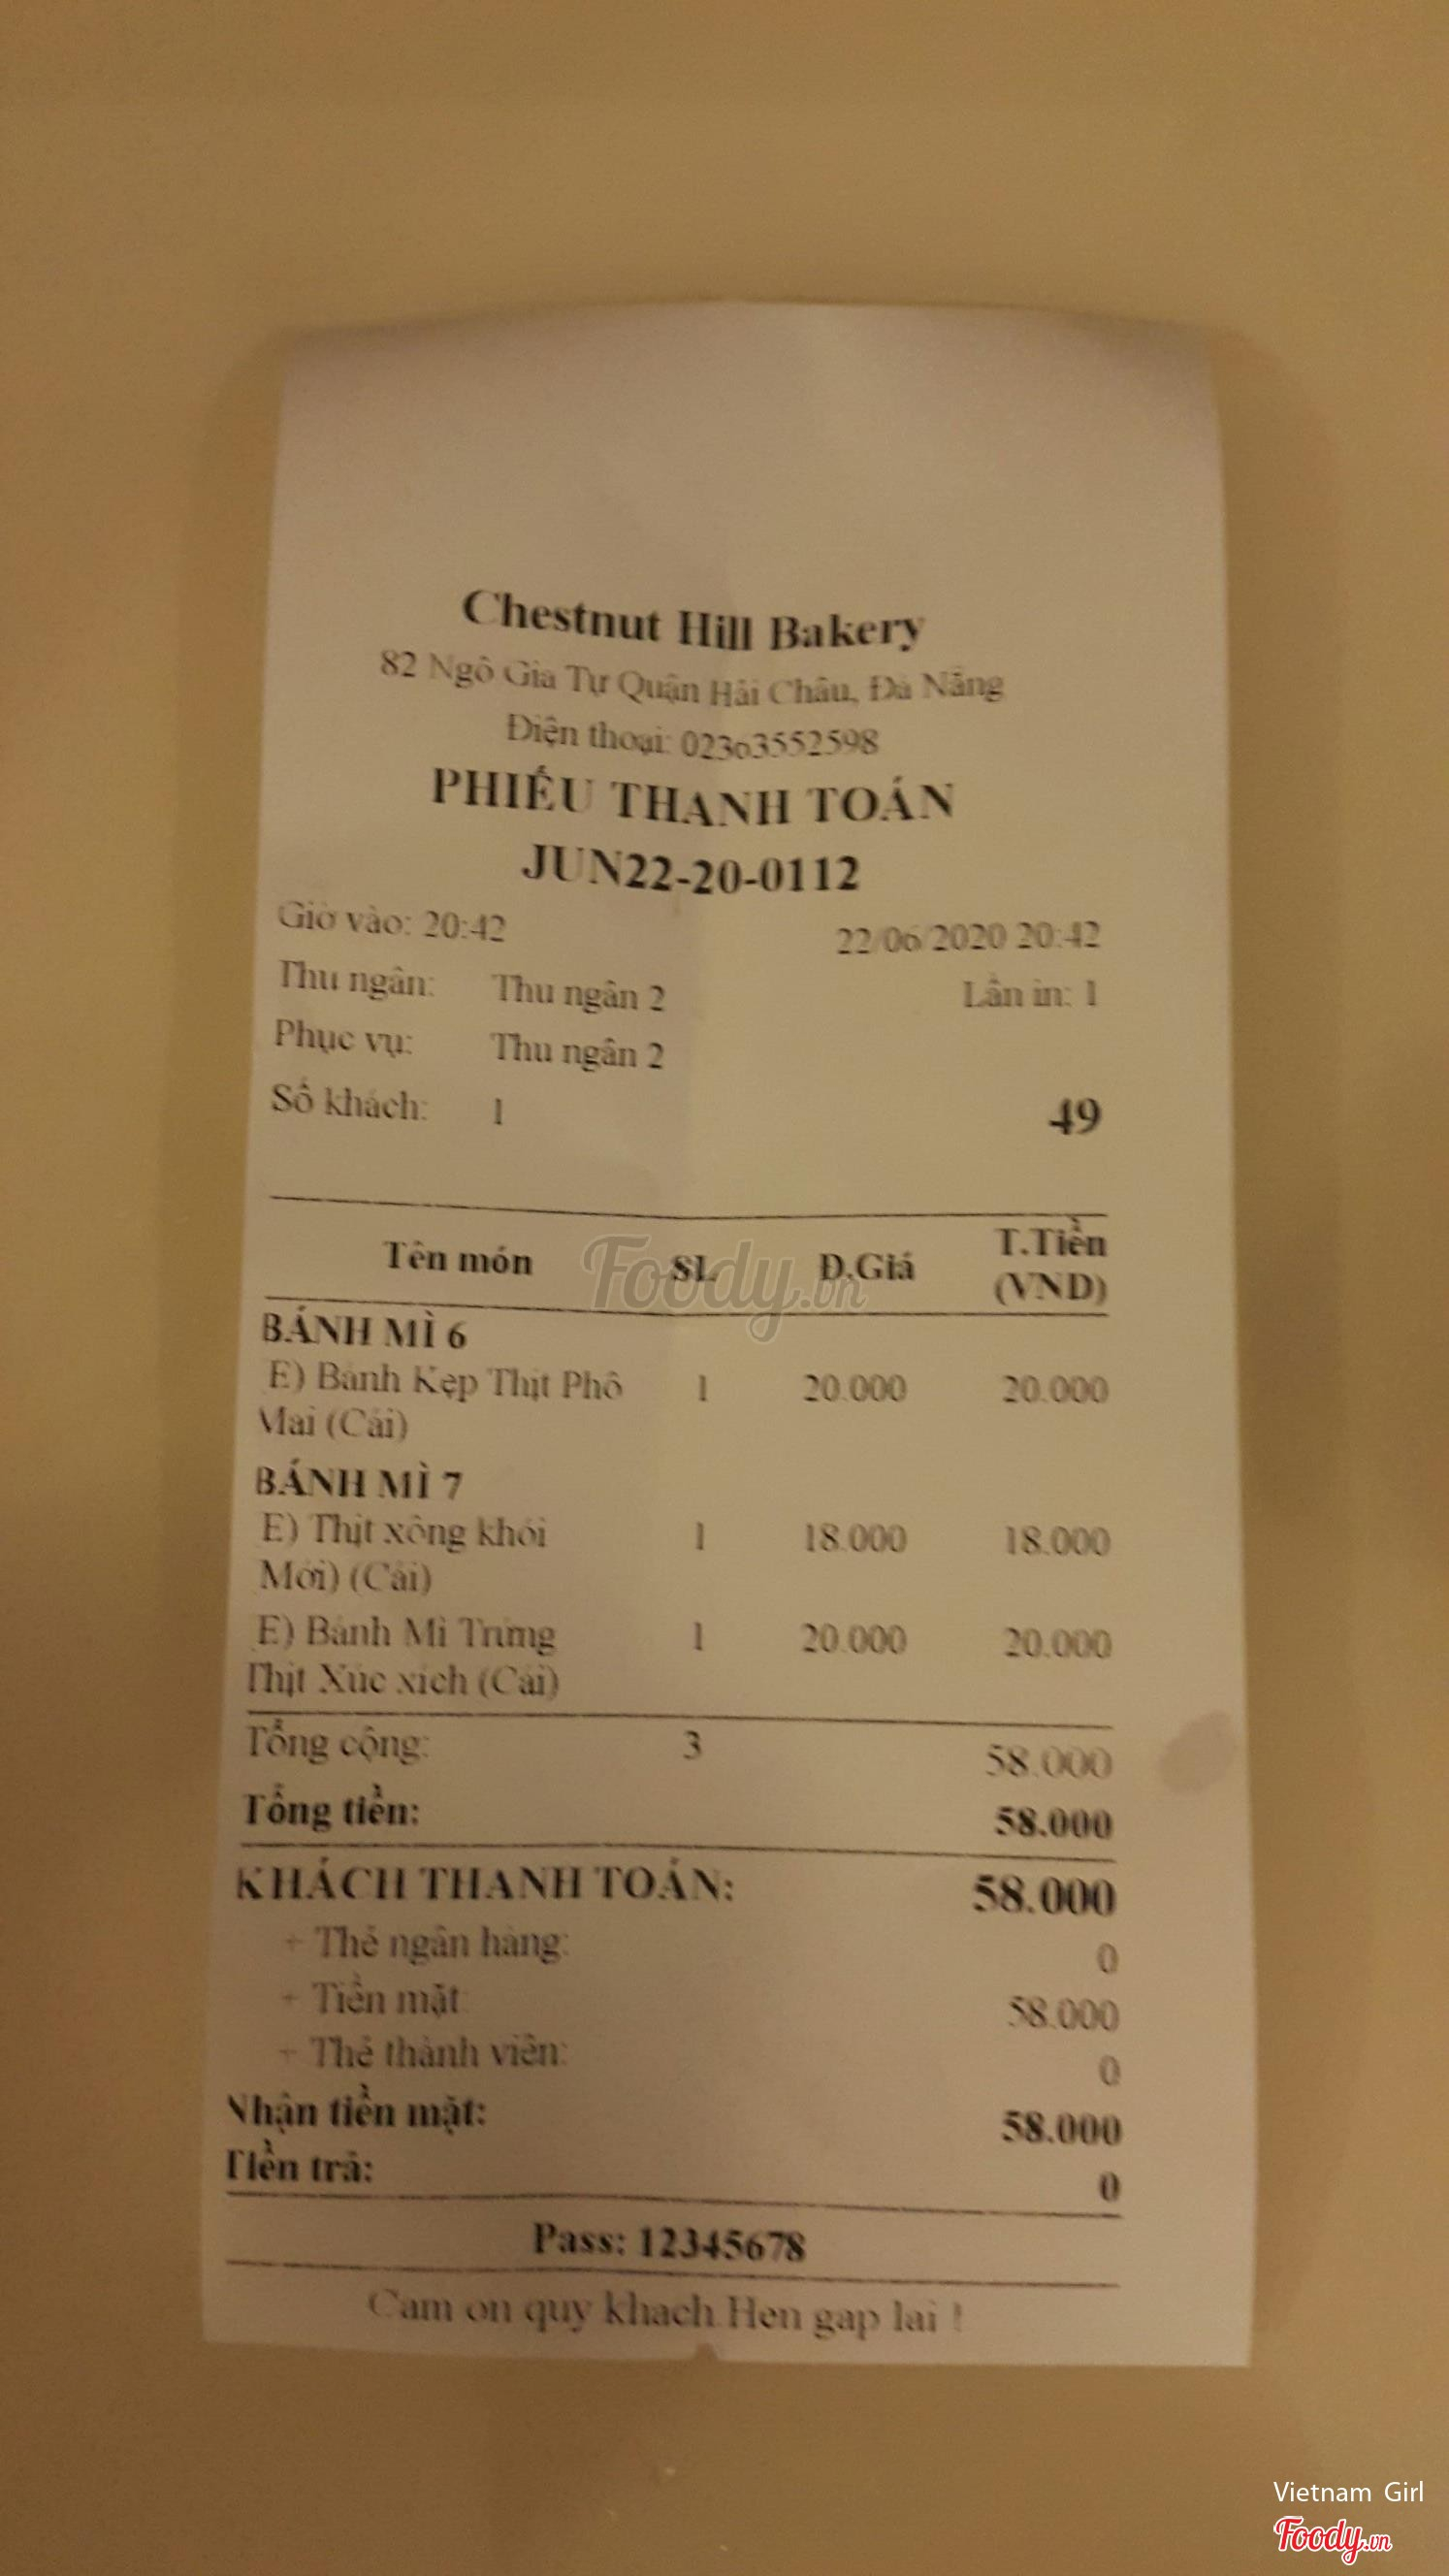 Chestnut Hill Bakery
82 Ngô Gia Tự Quận Hải Châu, Đà Nẵng
Điện thoại: 02363552598
PHIẾU THANH TOÁN
JUN22-20-0112
Giờ vào: 20:42 22/06/2020 20:42
Thu ngân: Thu ngân 2 Lần in: 1
Phục vụ: Thu ngân 2
Số khách: 1 49
Tên món SL Đ.Giá T.Tiền (VND)
BÁNH MÌ 6
E) Bánh Kẹp Thịt Phô 1 20.000 20.000
Mai (Cái)
BÁNH MÌ 7
E) Thịt xông khói 1 18.000 18.000
Mới) (Cái)
E) Bánh Mì Trứng 1 20.000 20.000
Thịt Xúc xích (Cái)
Tổng cộng: 3 58.000
Tổng tiền: 58.000
KHÁCH THANH TOÁN: 58.000
+ Thẻ ngân hàng: 0
+ Tiền mặt: 58.000
+ Thẻ thành viên: 0
Nhận tiền mặt: 58.000
Tiền trả: 0
Pass: 12345678
Cam on quy khach.Hen gap lai !
Foody.vn
Vietnam Girl
Foody.vn